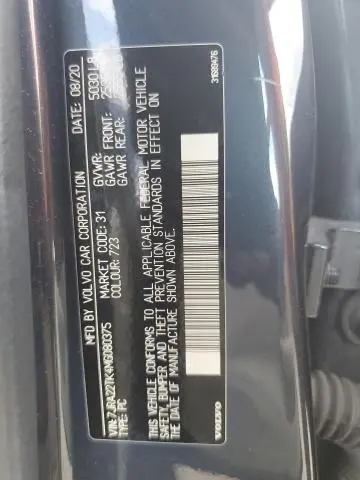 MFD BY VOLVO CAR CORPORATION DATE: 08/20
MARKET CODE: 31 GVWR: 5030 LB
COLOUR: 723 GAWR FRONT:
GAWR REAR:
VIN: 7JRA22TK4MG080375
TYPE: PC
THIS VEHICLE CONFORMS TO ALL APPLICABLE FEDERAL MOTOR VEHICLE
SAFETY, BUMPER AND THEFT PREVENTION STANDARDS IN EFFECT ON
THE DATE OF MANUFACTURE SHOWN ABOVE.
VOLVO 31689476